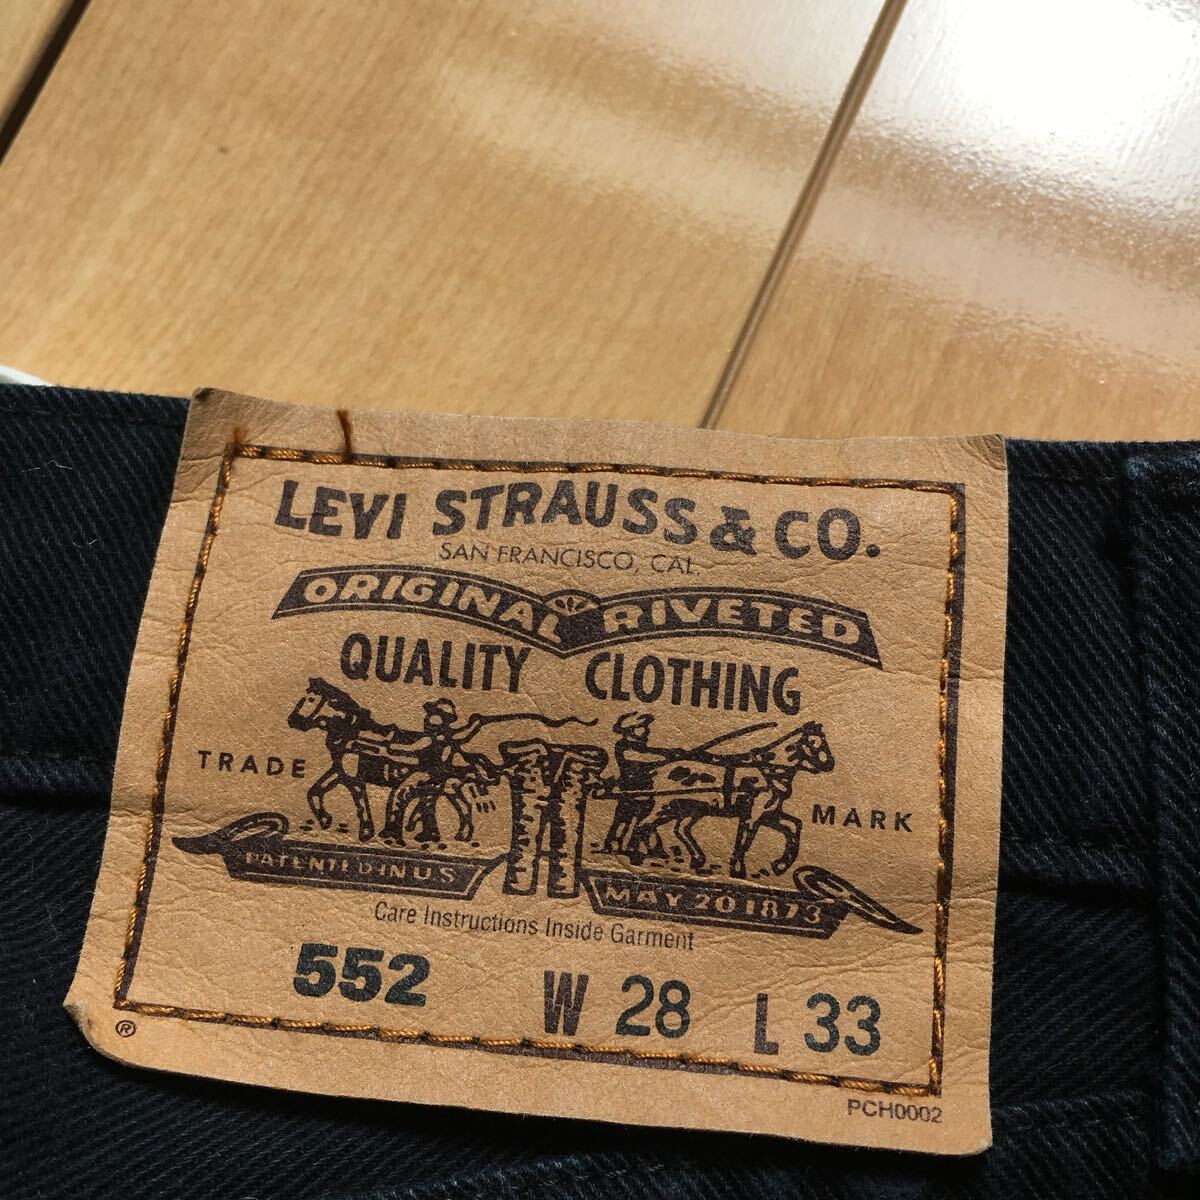 LEVI STRAUSS & CO.
SAN FRANCISCO, CAL.
ORIGINAL RIVETED
QUALITY CLOTHING
TRADE MARK
PATENTED IN U.S.
MAY 20 1873
Care Instructions Inside Garment
552 W 28 L 33
®
PCH0002